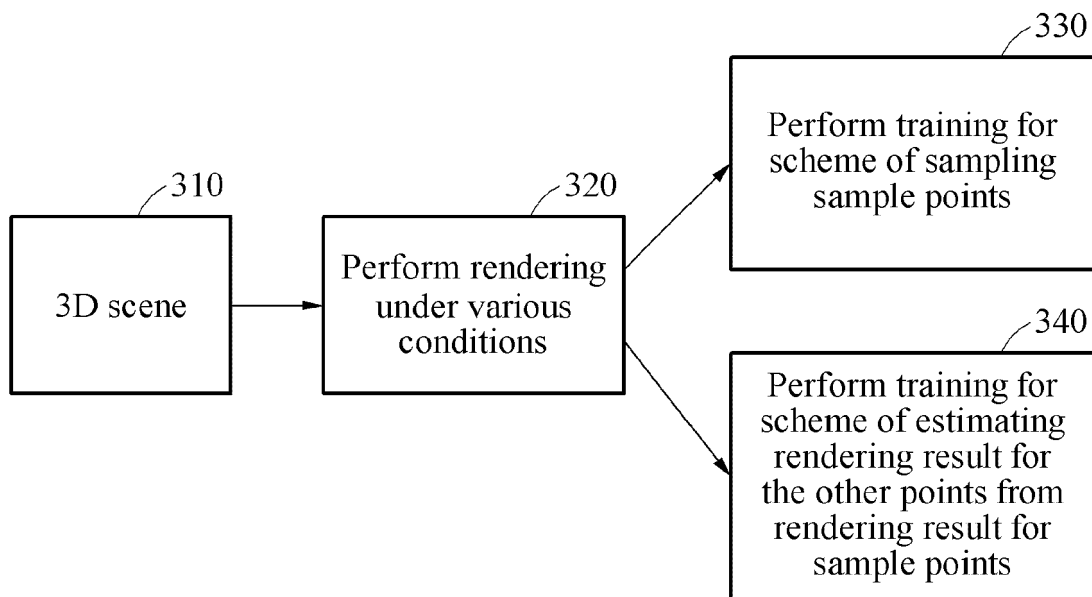 310
3D scene
320
Perform rendering
under various
conditions
330
Perform training for
scheme of sampling
sample points
340
Perform training for
scheme of estimating
rendering result for
the other points from
rendering result for
sample points